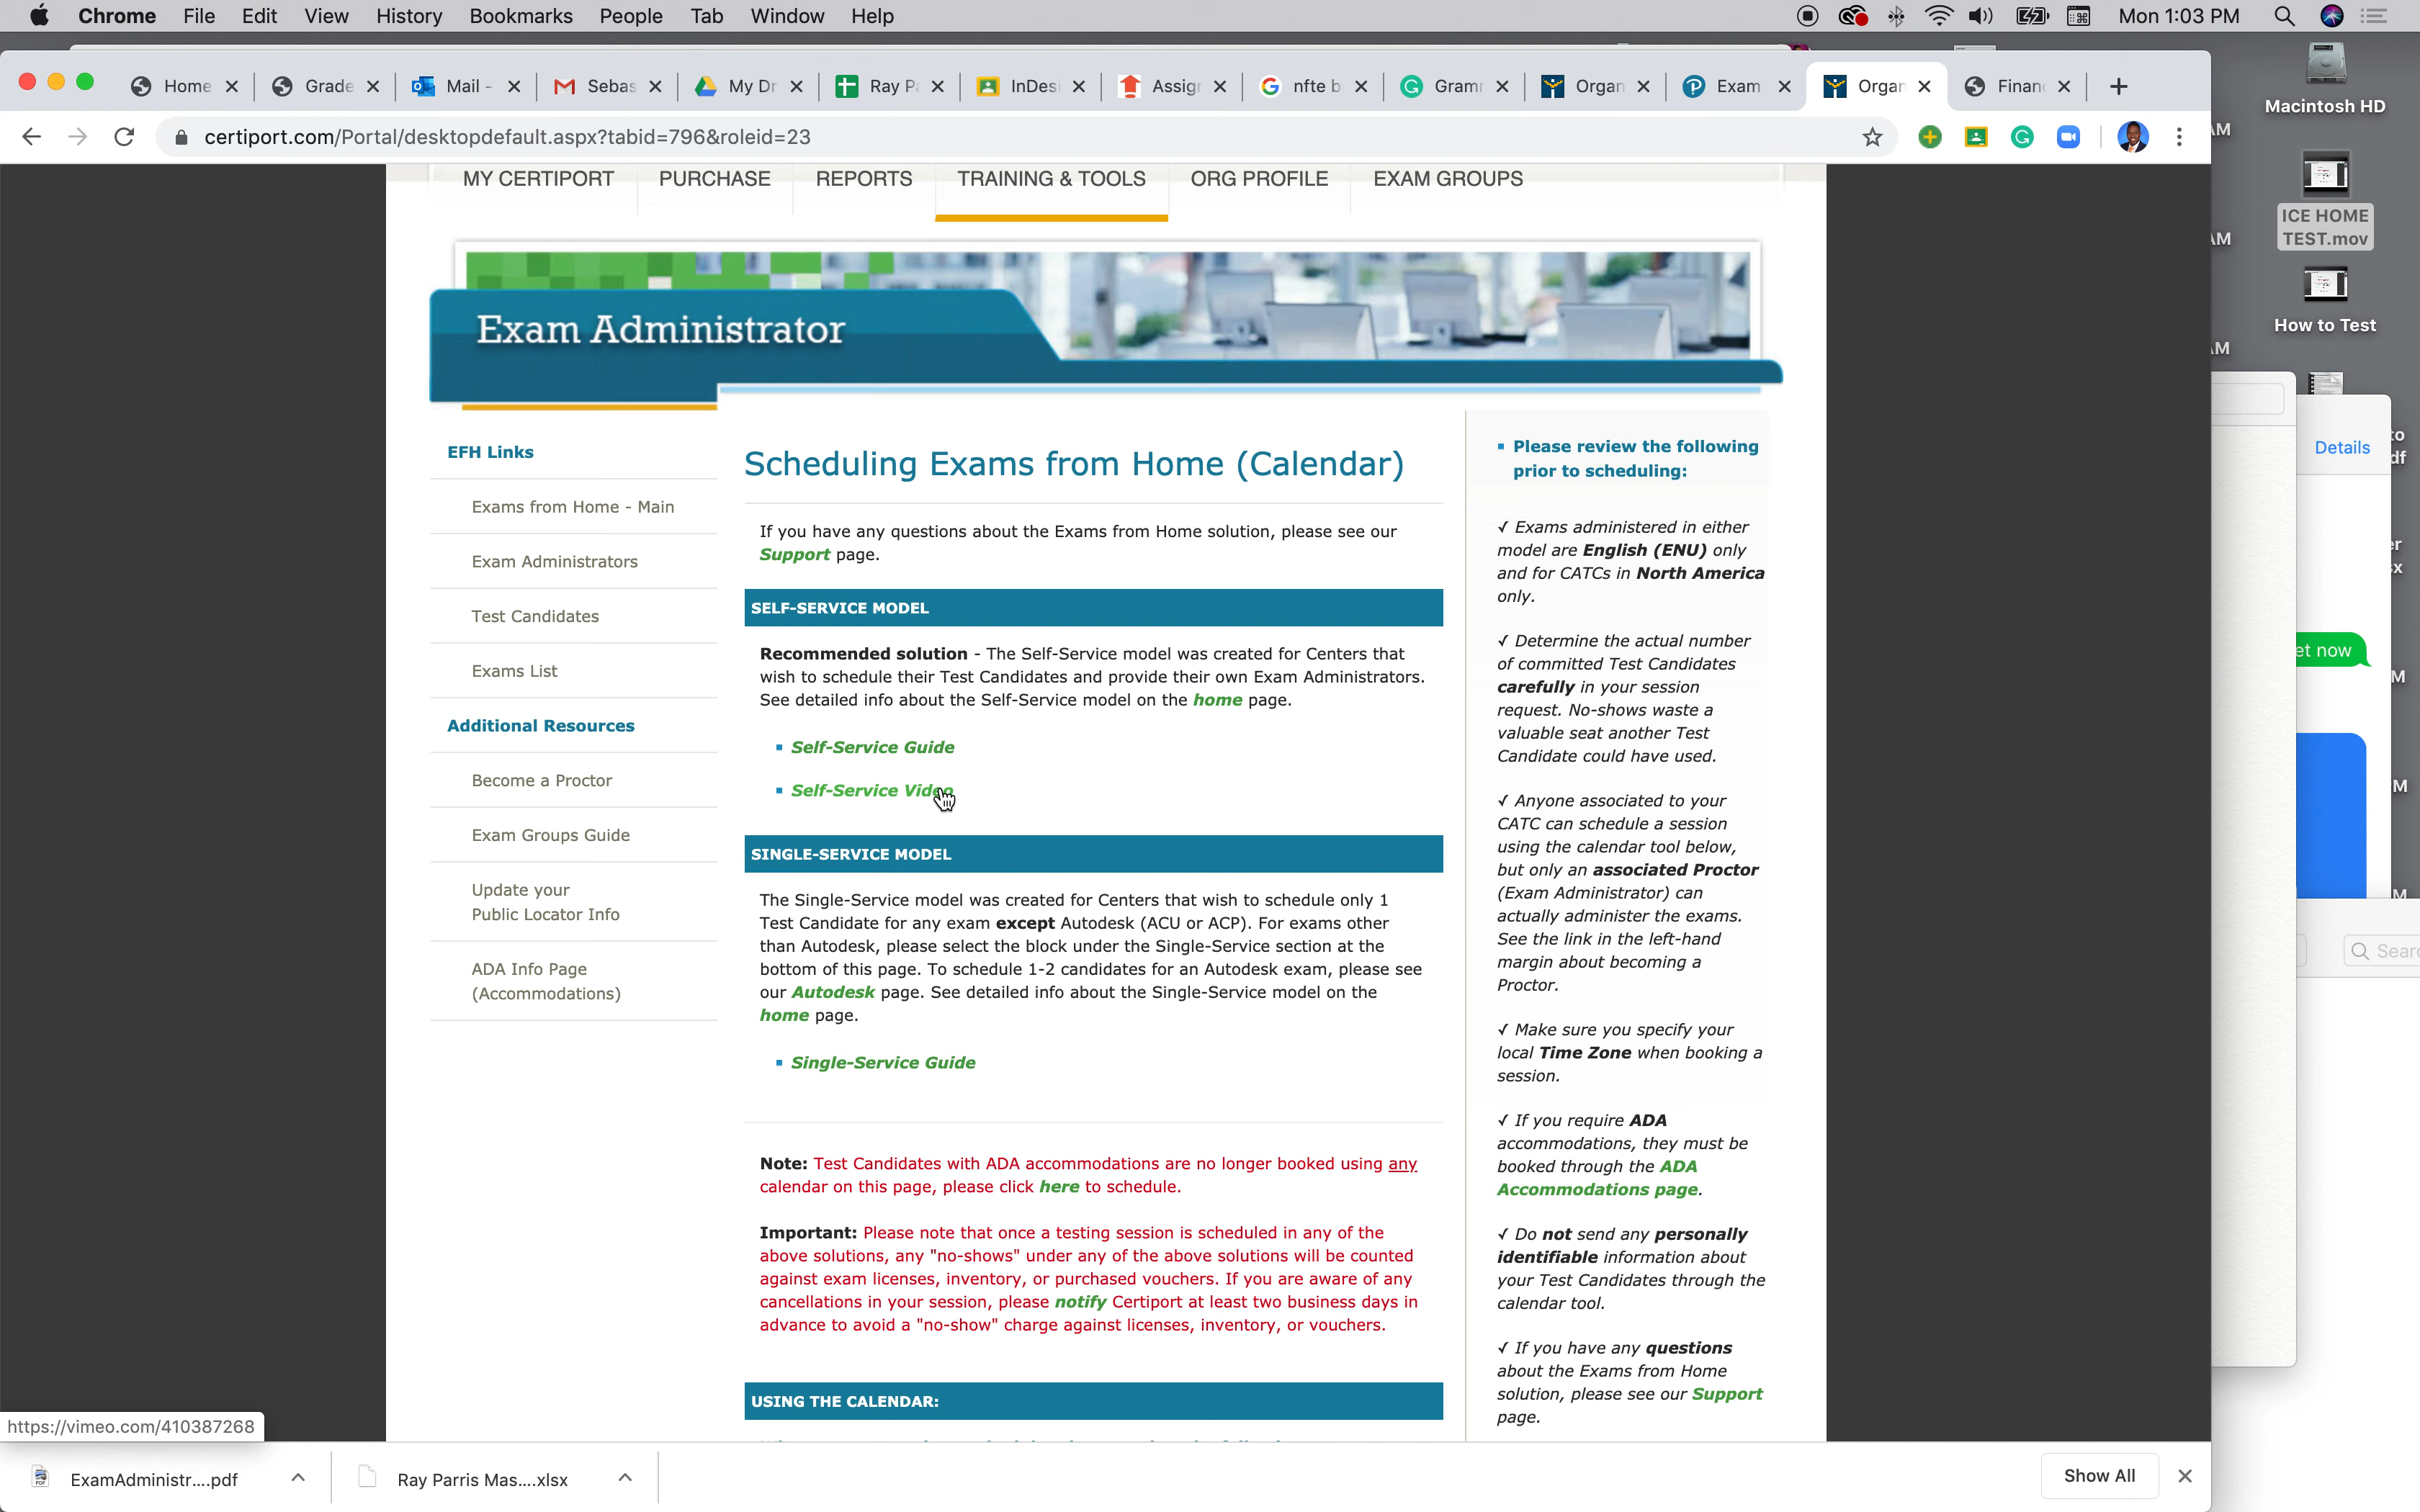 Chrome File Edit View History Bookmarks People Tab Window Help
Mon 1:03 PM
Home
Grade
Mail -
Sebas
My Dr
Ray Pa
InDesi
Assig
nfte b
Gram
Organ
Exam
Organ
Financ
certiport.com/Portal/desktopdefault.aspx?tabid=796&roleid=23
MY CERTIPORT PURCHASE REPORTS TRAINING & TOOLS ORG PROFILE EXAM GROUPS
Exam Administrator
EFH Links
Exams from Home - Main
Exam Administrators
Test Candidates
Exams List
Additional Resources
Become a Proctor
Exam Groups Guide
Update your
Public Locator Info
ADA Info Page
(Accommodations)
Scheduling Exams from Home (Calendar)
If you have any questions about the Exams from Home solution, please see our
Support page.
SELF-SERVICE MODEL
Recommended solution - The Self-Service model was created for Centers that
wish to schedule their Test Candidates and provide their own Exam Administrators.
See detailed info about the Self-Service model on the home page.
Self-Service Guide
Self-Service Video
SINGLE-SERVICE MODEL
The Single-Service model was created for Centers that wish to schedule only 1
Test Candidate for any exam except Autodesk (ACU or ACP). For exams other
than Autodesk, please select the block under the Single-Service section at the
bottom of this page. To schedule 1-2 candidates for an Autodesk exam, please see
our Autodesk page. See detailed info about the Single-Service model on the
home page.
Single-Service Guide
Note: Test Candidates with ADA accommodations are no longer booked using any
calendar on this page, please click here to schedule.
Important: Please note that once a testing session is scheduled in any of the
above solutions, any "no-shows" under any of the above solutions will be counted
against exam licenses, inventory, or purchased vouchers. If you are aware of any
cancellations in your session, please notify Certiport at least two business days in
advance to avoid a "no-show" charge against licenses, inventory, or vouchers.
USING THE CALENDAR:
Please review the following
prior to scheduling:
✓ Exams administered in either
model are English (ENU) only
and for CATCs in North America
only.
✓ Determine the actual number
of committed Test Candidates
carefully in your session
request. No-shows waste a
valuable seat another Test
Candidate could have used.
✓ Anyone associated to your
CATC can schedule a session
using the calendar tool below,
but only an associated Proctor
(Exam Administrator) can
actually administer the exams.
See the link in the left-hand
margin about becoming a
Proctor.
✓ Make sure you specify your
local Time Zone when booking a
session.
✓ If you require ADA
accommodations, they must be
booked through the ADA
Accommodations page.
✓ Do not send any personally
identifiable information about
your Test Candidates through the
calendar tool.
✓ If you have any questions
about the Exams from Home
solution, please see our Support
page.
https://vimeo.com/410387268
ExamAdministr....pdf
Ray Parris Mas....xlsx
Show All
Macintosh HD
ICE HOME
TEST.mov
How to Test
Details
et now
Sear